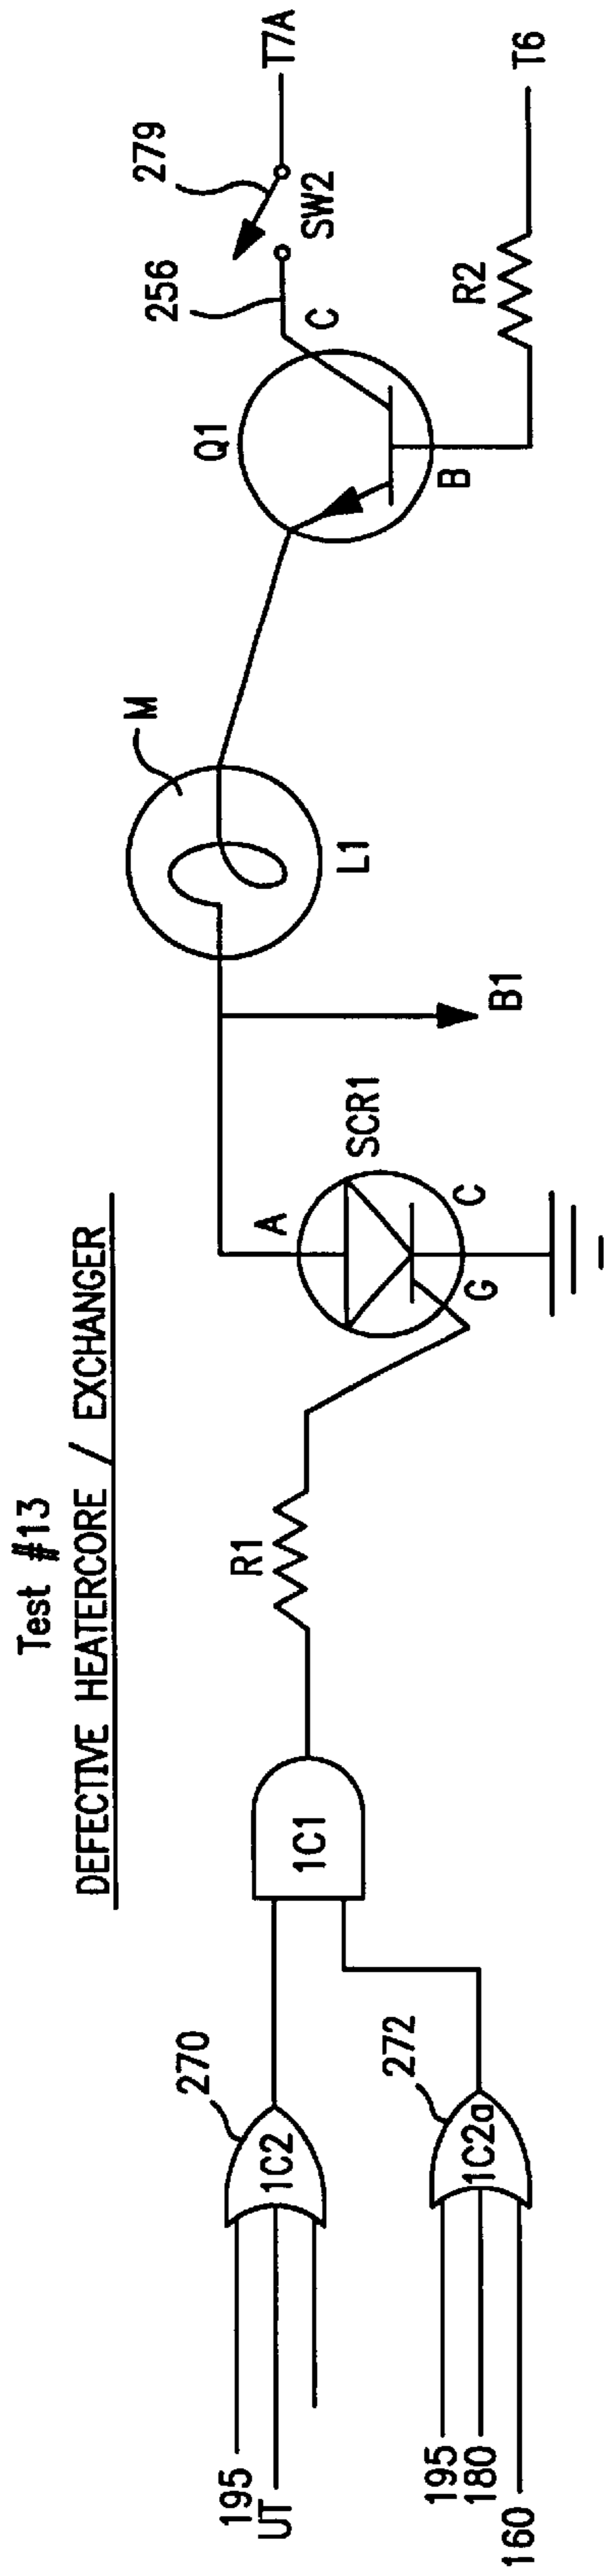 Test #13
DEFECTIVE HEATERCORE / EXCHANGER
195
UT
270
1C2
195
180
160
272
1C2a
1C1
R1
A
SCR1
G
C
B1
M
L1
Q1
B
C
256
279
SW2
T7A
R2
T6